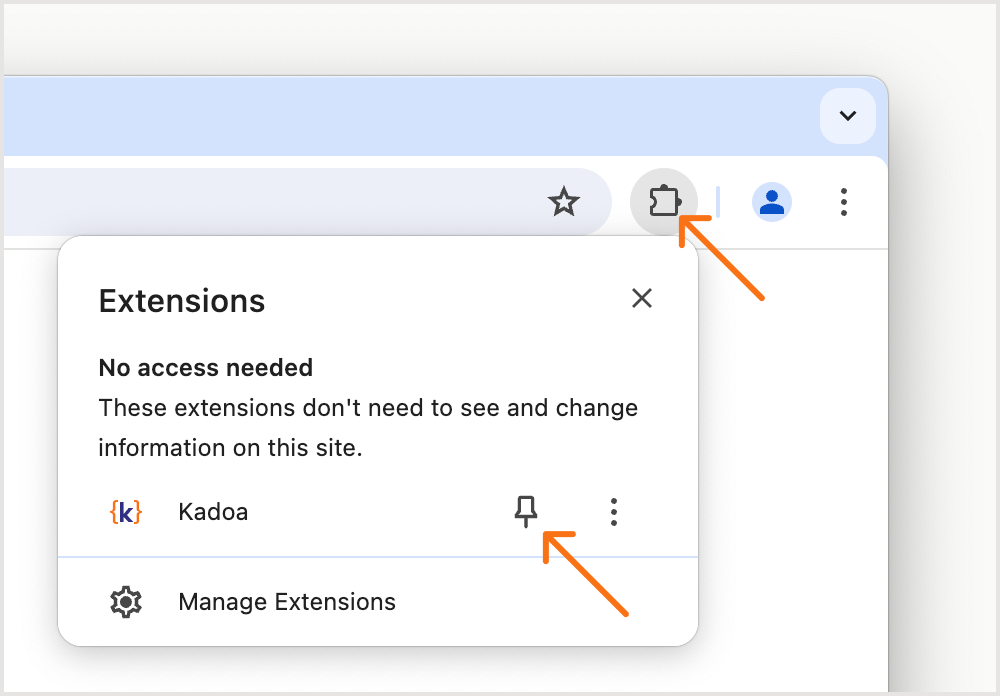 Extensions
No access needed
These extensions don't need to see and change
information on this site.
{k} Kadoa
Manage Extensions